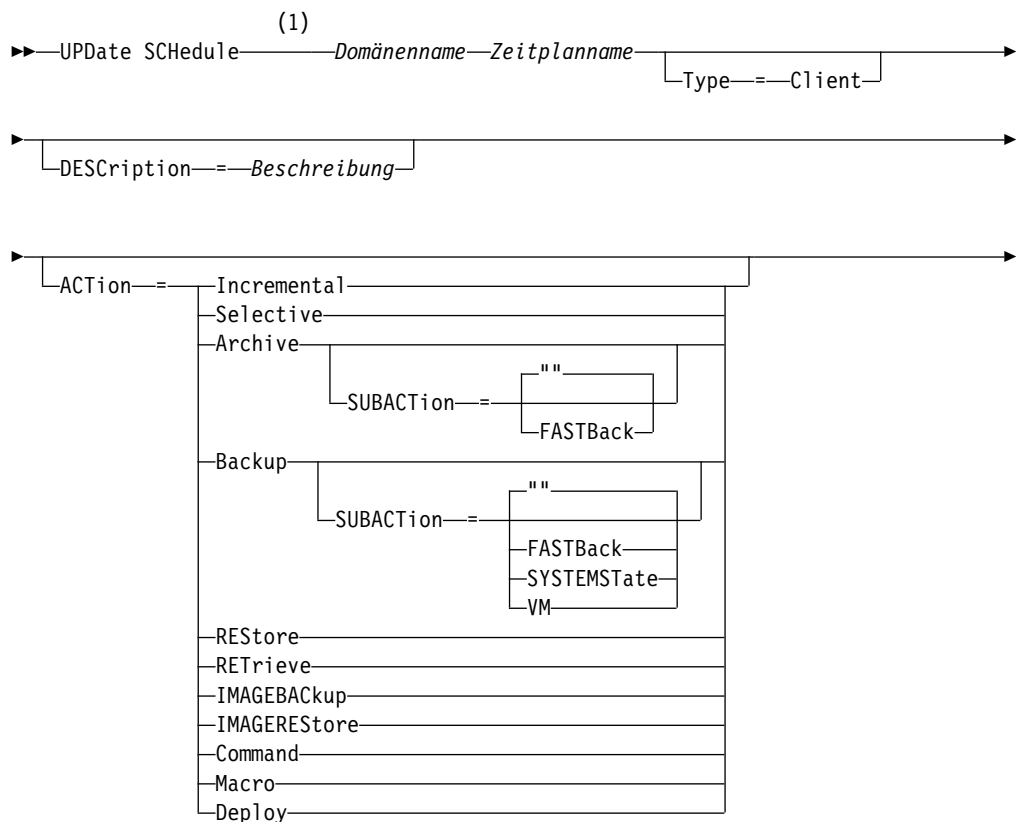 (1)
UPDate SCHedule Domänenname Zeitplanname
Type = Client
DESCription = Beschreibung
ACTion = Incremental
Selective
Archive
""
SUBACTion =
FASTBack
Backup
""
SUBACTion =
FASTBack
SYSTEMSTate
VM
REStore
RETrieve
IMAGEBACkup
IMAGEREStore
Command
Macro
Deploy